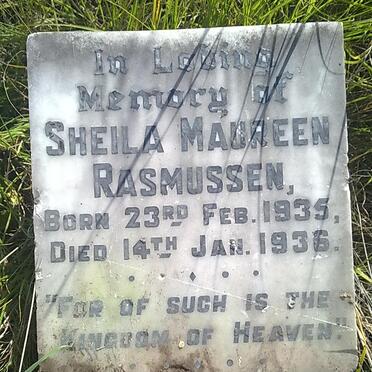 In Loving
Memory of
SHEILA MAUREEN
RASMUSSEN,
BORN 23RD FEB. 1935,
DIED 14TH JAN. 1936.
"FOR OF SUCH IS THE
KINGDOM OF HEAVEN."